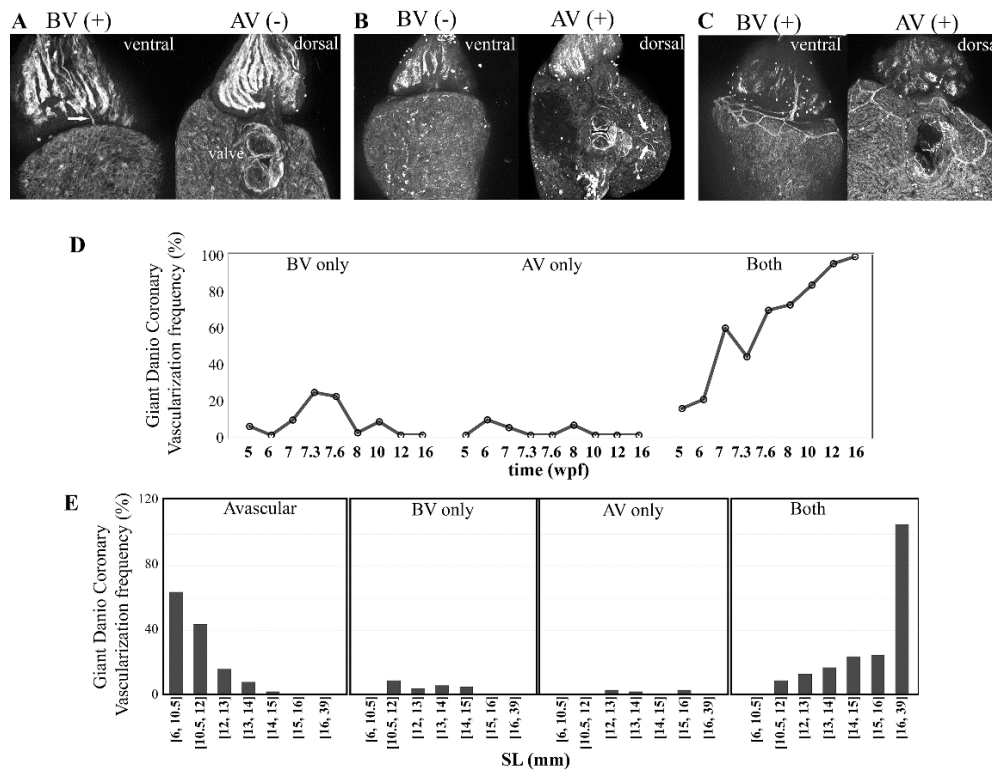 A BV (+) AV (-)
ventral dorsal
valve
B BV (-) AV (+)
ventral dorsal
C BV (+) AV (+)
ventral dorsa
D
Giant Danio Coronary
Vascularization frequency (%)
100
80
60
40
20
0
BV only AV only Both
5 6 7 7.3 7.6 8 10 12 16 5 6 7 7.3 7.6 8 10 12 16 5 6 7 7.3 7.6 8 10 12 16
time (wpf)
E
Giant Danio Coronary
Vascularization frequency (%)
120
80
40
0
Avascular BV only AV only Both
[6, 10.5] [10.5, 12] [12, 13] [13, 14] [14, 15] [15, 16] [16, 39] [6, 10.5] [10.5, 12] [12, 13] [13, 14] [14, 15] [15, 16] [16, 39] [6, 10.5] [10.5, 12] [12, 13] [13, 14] [14, 15] [15, 16] [16, 39] [6, 10.5] [10.5, 12] [12, 13] [13, 14] [14, 15] [15, 16] [16, 39]
SL (mm)